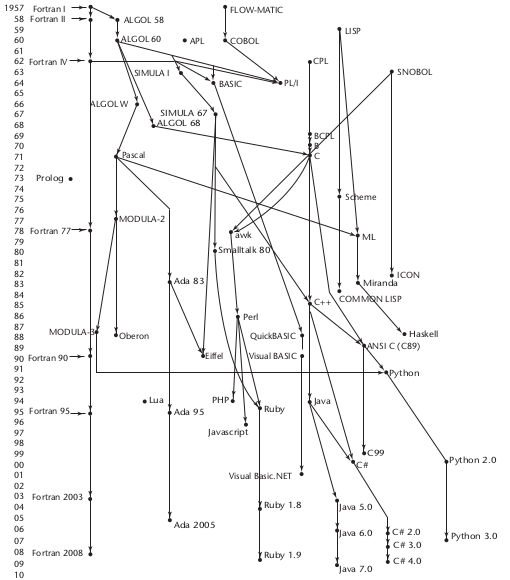 1957 Fortran I FLOW-MATIC
58 Fortran II ALGOL 58
59 LISP
60 ALGOL 60 APL COBOL
61
62 Fortran IV CPL
63 SIMULA I SNOBOL
64 BASIC PL/I
65
66 ALGOL W
67 SIMULA 67
68 ALGOL 68
69 BCPL
70 B
71 Pascal C
72
73 Prolog
74
75 Scheme
76
77 MODULA-2
78 Fortran 77 awk ML
79
80 Smalltalk 80
81
82 ICON
83 Ada 83 Miranda
84 COMMON LISP
85 C++
86 Perl
87
88 MODULA-3 Oberon QuickBASIC Haskell
89 ANSI C (C89)
90 Fortran 90 Eiffel Visual BASIC
91 Python
92
93
94 Lua PHP Java
95 Fortran 95 Ada 95 Ruby
96
97 Javascript
98
99 C99
00 C# Python 2.0
01 Visual Basic.NET
02
03 Fortran 2003
04 Ruby 1.8 Java 5.0
05 Ada 2005
06 Java 6.0 C# 2.0
07 C# 3.0 Python 3.0
08 Fortran 2008 Ruby 1.9 C# 4.0
09 Java 7.0
10